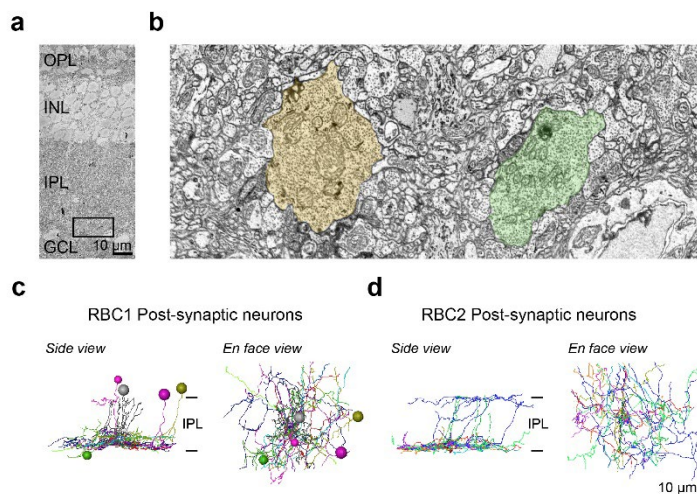 a
b
OPL
INL
IPL
10 µm
GCL
c
d
RBC1 Post-synaptic neurons
RBC2 Post-synaptic neurons
Side view
En face view
Side view
En face view
IPL
IPL
10 µm